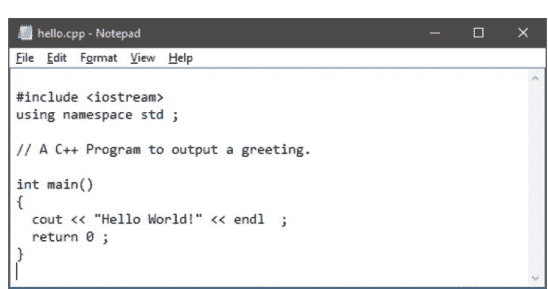 hello.cpp - Notepad
File Edit Format View Help
#include <iostream>
using namespace std ;
// A C++ Program to output a greeting.
int main()
{
cout << "Hello World!" << endl  ;
return 0 ;
}